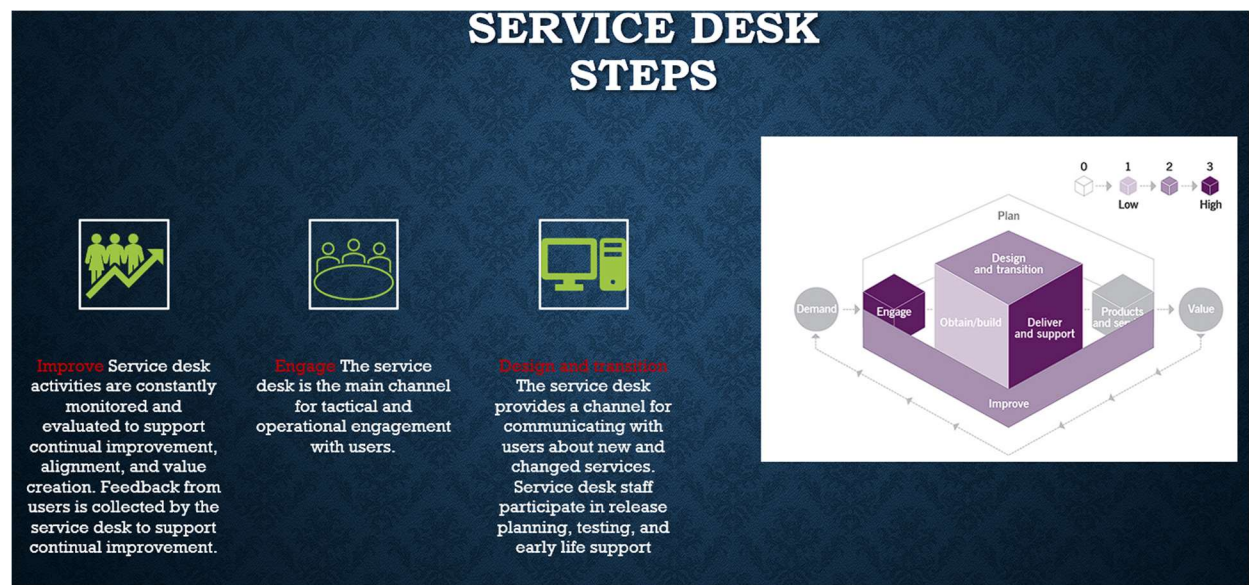 SERVICE DESK
STEPS
Improve Service desk
activities are constantly
monitored and
evaluated to support
continual improvement,
alignment, and value
creation. Feedback from
users is collected by the
service desk to support
continual improvement.
Engage The service
desk is the main channel
for tactical and
operational engagement
with users.
Design and transition
The service desk
provides a channel for
communicating with
users about new and
changed services.
Service desk staff
participate in release
planning, testing, and
early life support
0 1 2 3
Low High
Plan
Design
and transition
Demand
Engage
Obtain/build
Deliver
and support
Products
and
Value
Improve